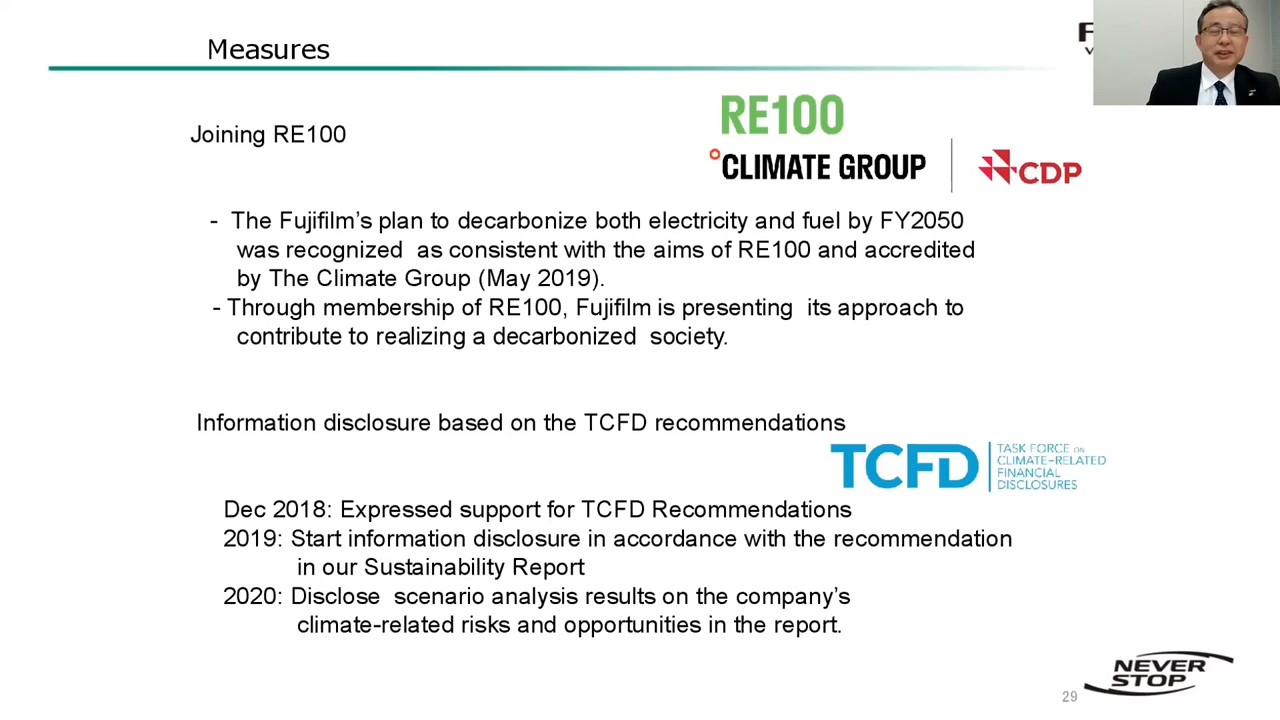 Measures
RE100
°CLIMATE GROUP
CDP
Joining RE100
- The Fujifilm's plan to decarbonize both electricity and fuel by FY2050
was recognized as consistent with the aims of RE100 and accredited
by The Climate Group (May 2019).
- Through membership of RE100, Fujifilm is presenting its approach to
contribute to realizing a decarbonized society.
Information disclosure based on the TCFD recommendations
TCFD
TASK FORCE ON
CLIMATE-RELATED
FINANCIAL
DISCLOSURES
Dec 2018: Expressed support for TCFD Recommendations
2019: Start information disclosure in accordance with the recommendation
in our Sustainability Report
2020: Disclose scenario analysis results on the company's
climate-related risks and opportunities in the report.
NEVER
STOP
29